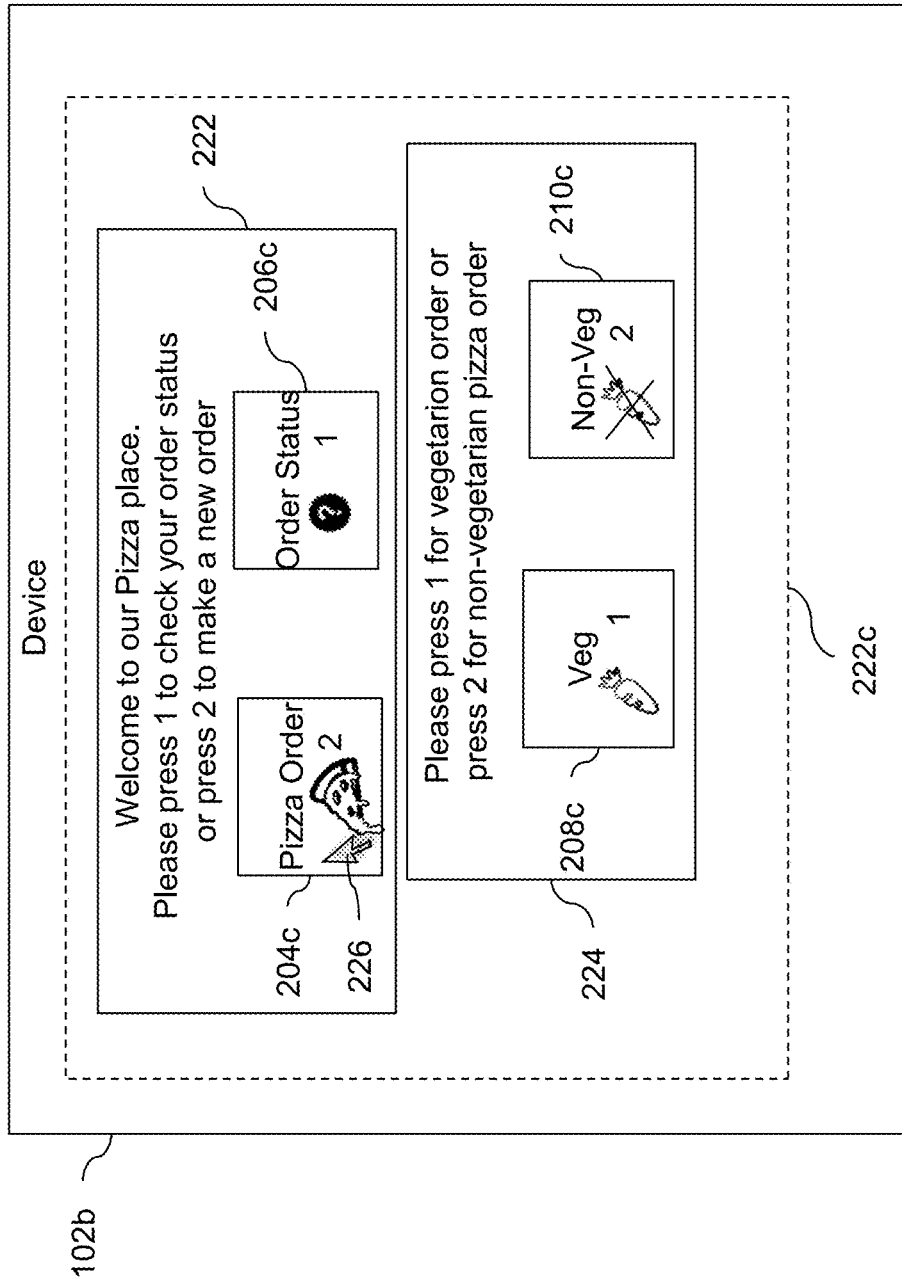 Device
102b
Welcome to our Pizza place.
Please press 1 to check your order status
or press 2 to make a new order
222
Pizza Order
2
204c
226
Order Status
1
206c
Please press 1 for vegetarion order or
press 2 for non-vegetarian pizza order
Veg
1
208c
Non-Veg
2
210c
224
222c